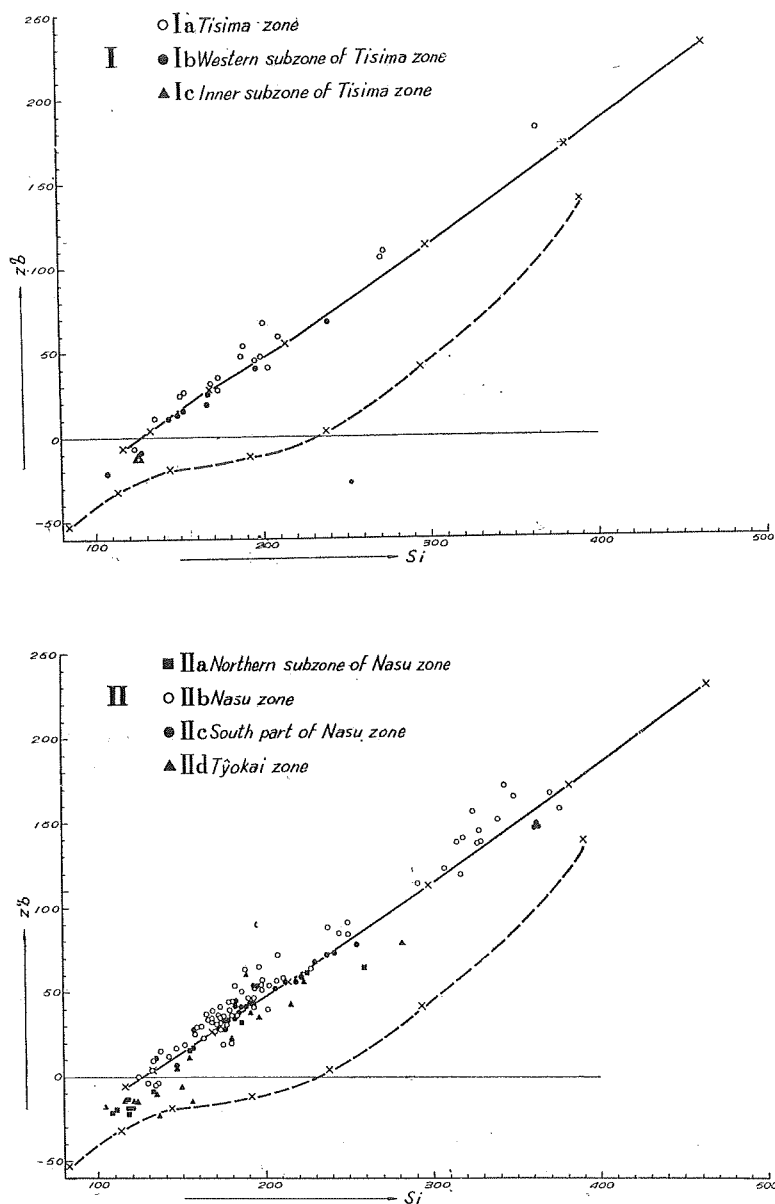 I
Ia Tisima zone
Ib Western subzone of Tisima zone
Ic Inner subzone of Tisima zone
250
200
150
100
50
0
-50
100
200
300
400
500
Si
II
IIa Northern subzone of Nasu zone
IIb Nasu zone
IIc South part of Nasu zone
IId Tyôkai zone
250
200
150
100
50
0
-50
100
200
300
400
500
Si